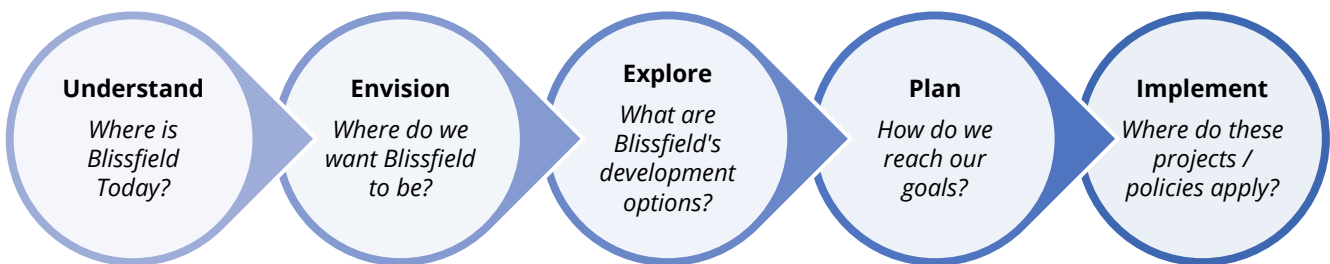 Understand
Where is
Blissfield
Today?
Envision
Where do we
want Blissfield
to be?
Explore
What are
Blissfield's
development
options?
Plan
How do we
reach our
goals?
Implement
Where do these
projects /
policies apply?